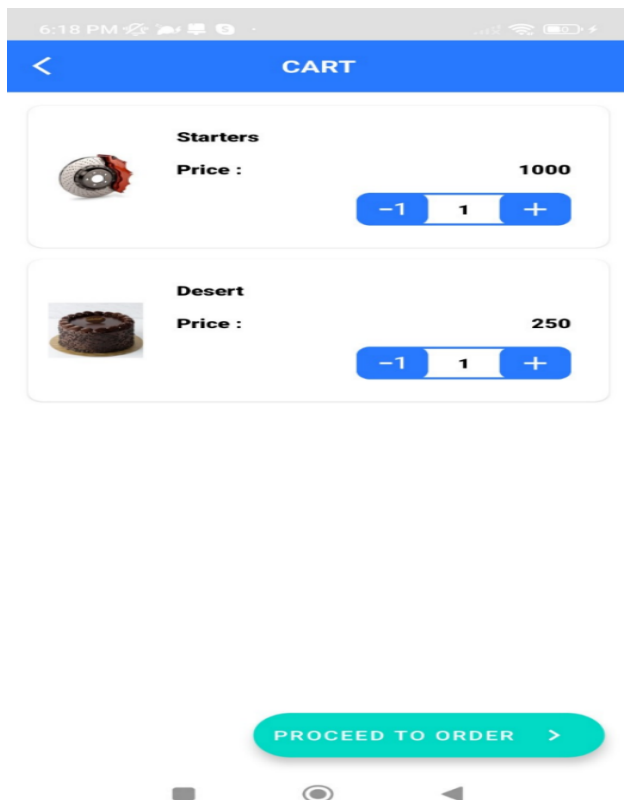 6:18 PM
CART
Starters
Price : 1000
-1 1 +
Desert
Price : 250
-1 1 +
PROCEED TO ORDER >